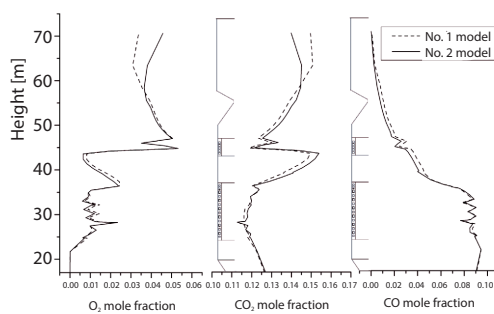 No. 1 model
No. 2 model
Height [m]
70
60
50
40
30
20
0.00 0.01 0.02 0.03 0.04 0.05 0.06
0.10 0.11 0.12 0.13 0.14 0.15 0.16 0.17
0.00 0.02 0.04 0.06 0.08 0.10
O₂ mole fraction
CO₂ mole fraction
CO mole fraction